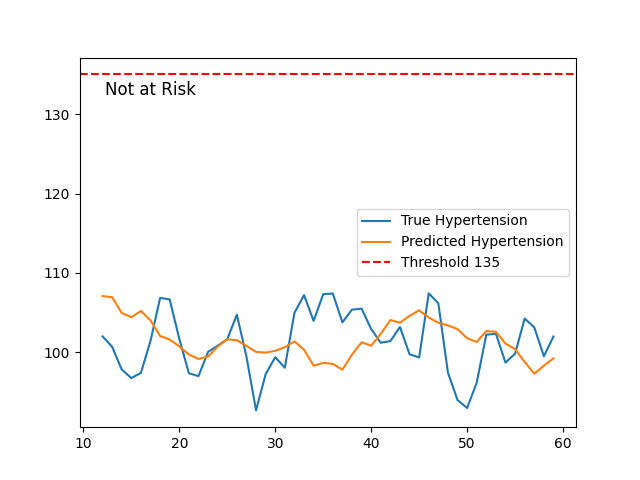 Not at Risk
130
120
110
100
True Hypertension
Predicted Hypertension
Threshold 135
10 20 30 40 50 60